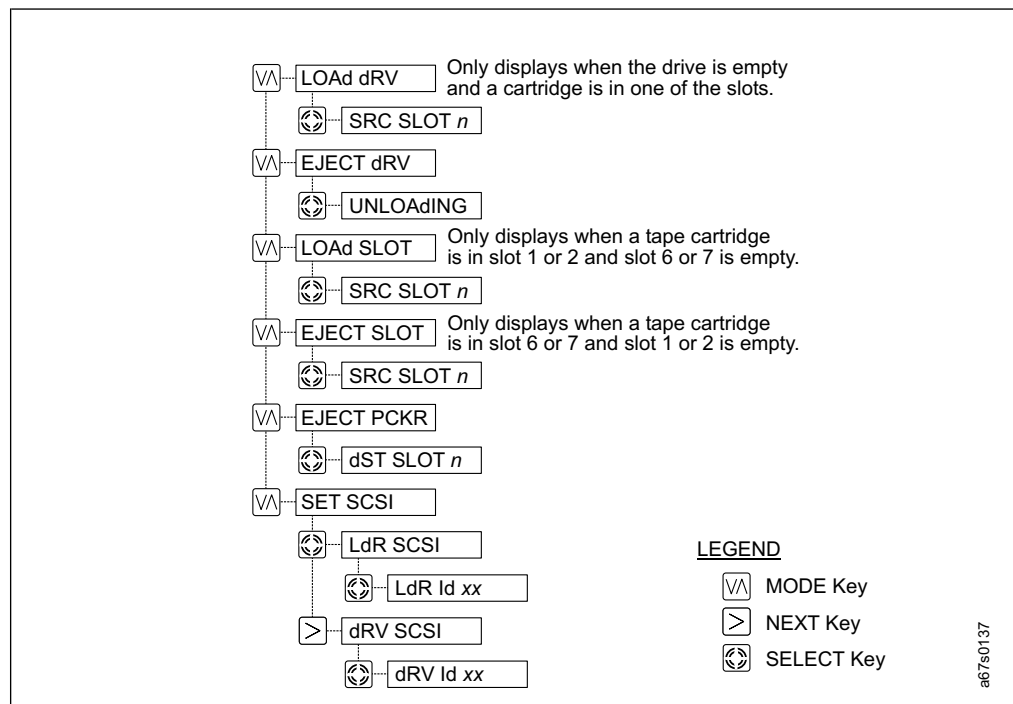 LOAd dRV
Only displays when the drive is empty
and a cartridge is in one of the slots.
SRC SLOT n
EJECT dRV
UNLOAdING
LOAd SLOT
Only displays when a tape cartridge
is in slot 1 or 2 and slot 6 or 7 is empty.
SRC SLOT n
EJECT SLOT
Only displays when a tape cartridge
is in slot 6 or 7 and slot 1 or 2 is empty.
SRC SLOT n
EJECT PCKR
dST SLOT n
SET SCSI
LdR SCSI
LdR Id xx
dRV SCSI
dRV Id xx
LEGEND
MODE Key
NEXT Key
SELECT Key
a67s0137